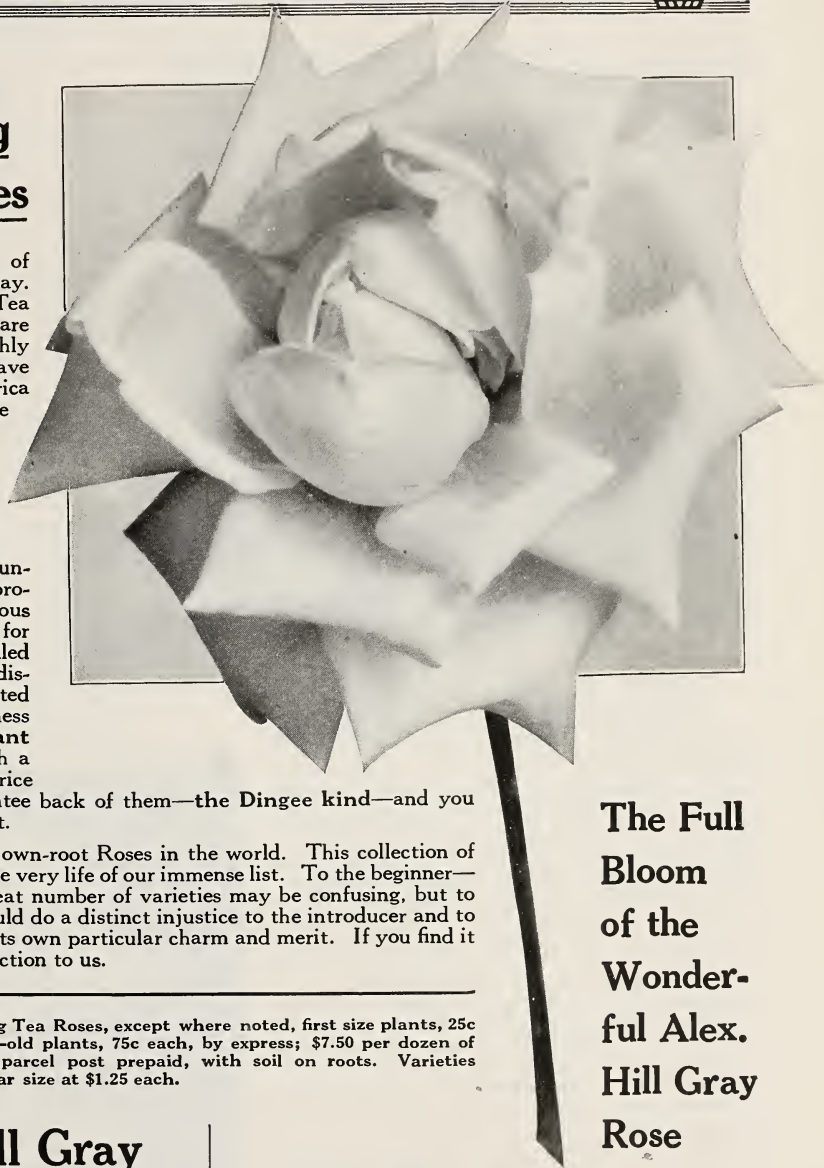 g
es
of
ay.
Tea
are
hly
ave
rica
e
un-
pro-
ous
for
led
dis-
ted
ness
ant
h a
rice
tee back of them—the Dingee kind—and you
t.
own-root Roses in the world. This collection of
e very life of our immense list. To the beginner—
eat number of varieties may be confusing, but to
uld do a distinct injustice to the introducer and to
ts own particular charm and merit. If you find it
ction to us.
g Tea Roses, except where noted, first size plants, 25c
-old plants, 75c each, by express; $7.50 per dozen of
parcel post prepaid, with soil on roots. Varieties
ar size at $1.25 each.
ll Gray
The Full
Bloom
of the
Wonder-
ful Alex.
Hill Gray
Rose